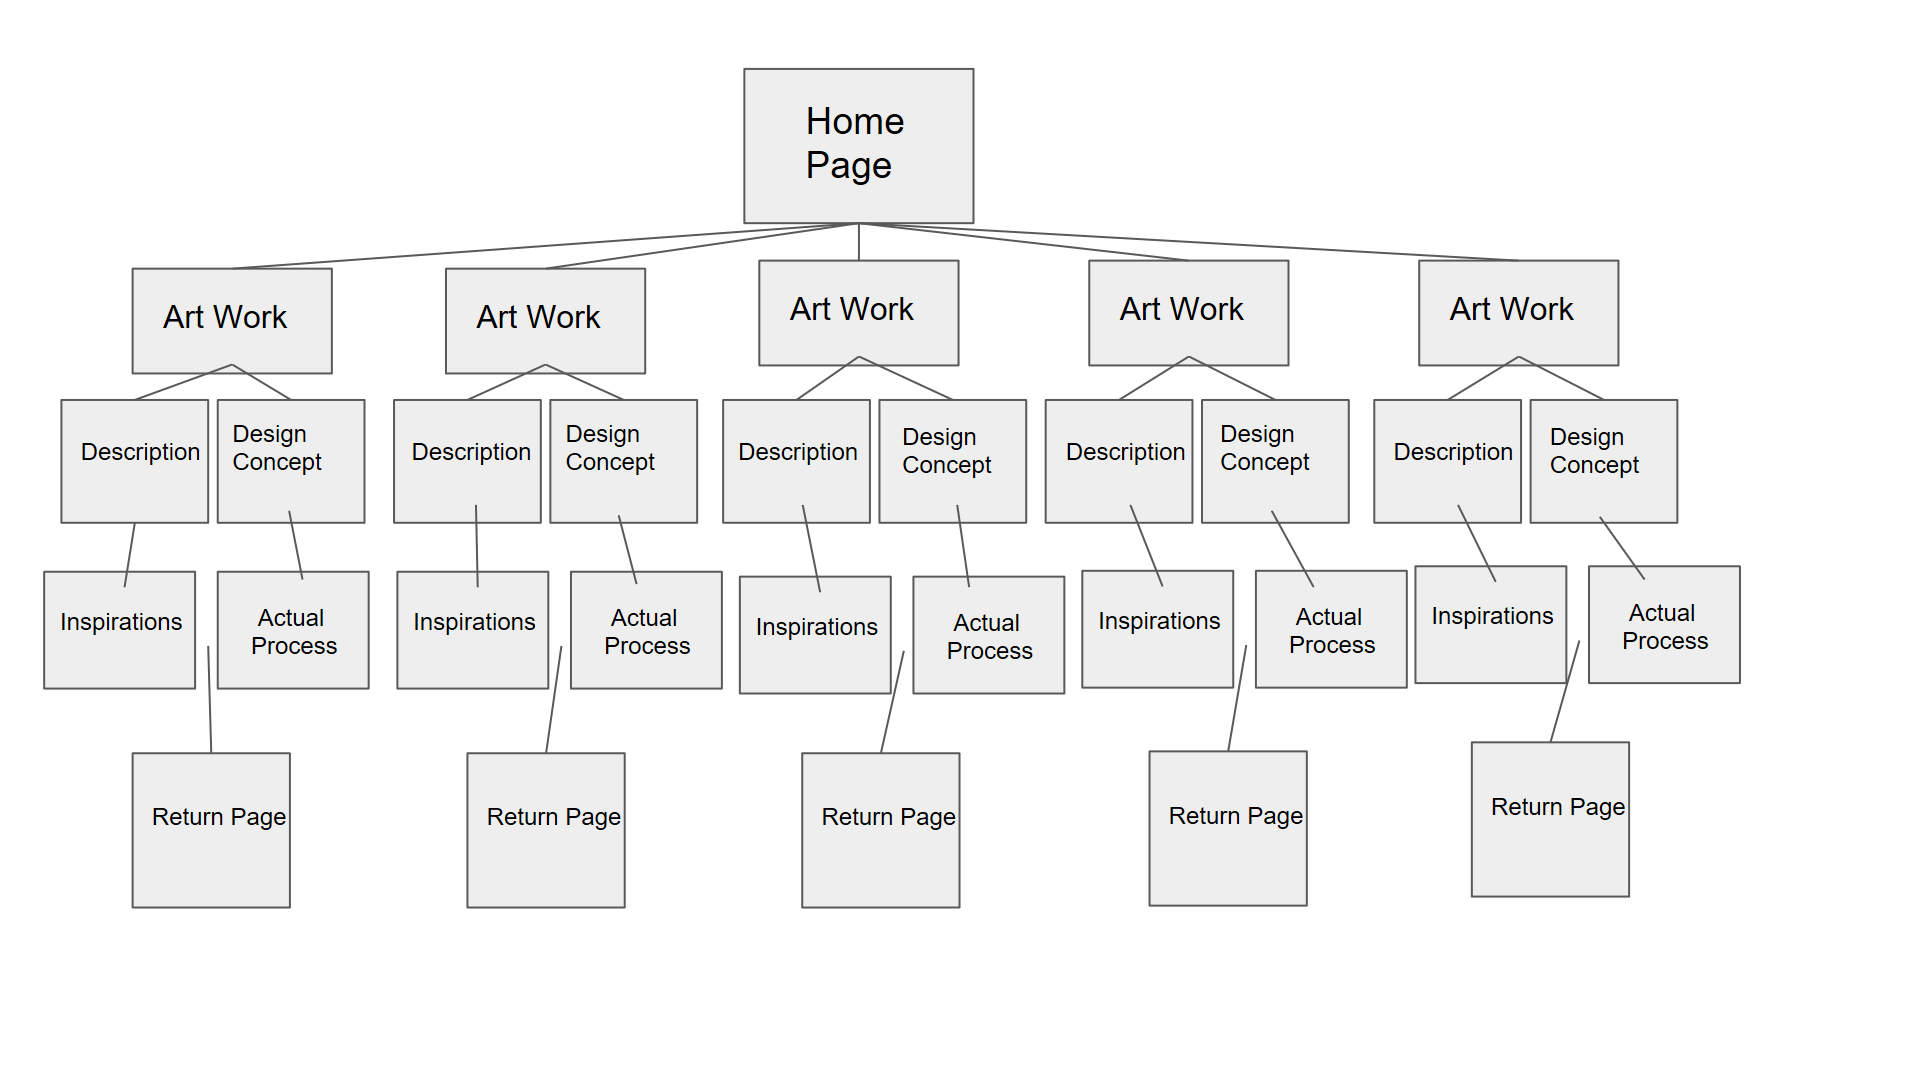 Home
Page
Art Work
Art Work
Art Work
Art Work
Art Work
Description
Design
Concept
Description
Design
Concept
Description
Design
Concept
Description
Design
Concept
Description
Design
Concept
Inspirations
Actual
Process
Inspirations
Actual
Process
Inspirations
Actual
Process
Inspirations
Actual
Process
Inspirations
Actual
Process
Return Page
Return Page
Return Page
Return Page
Return Page